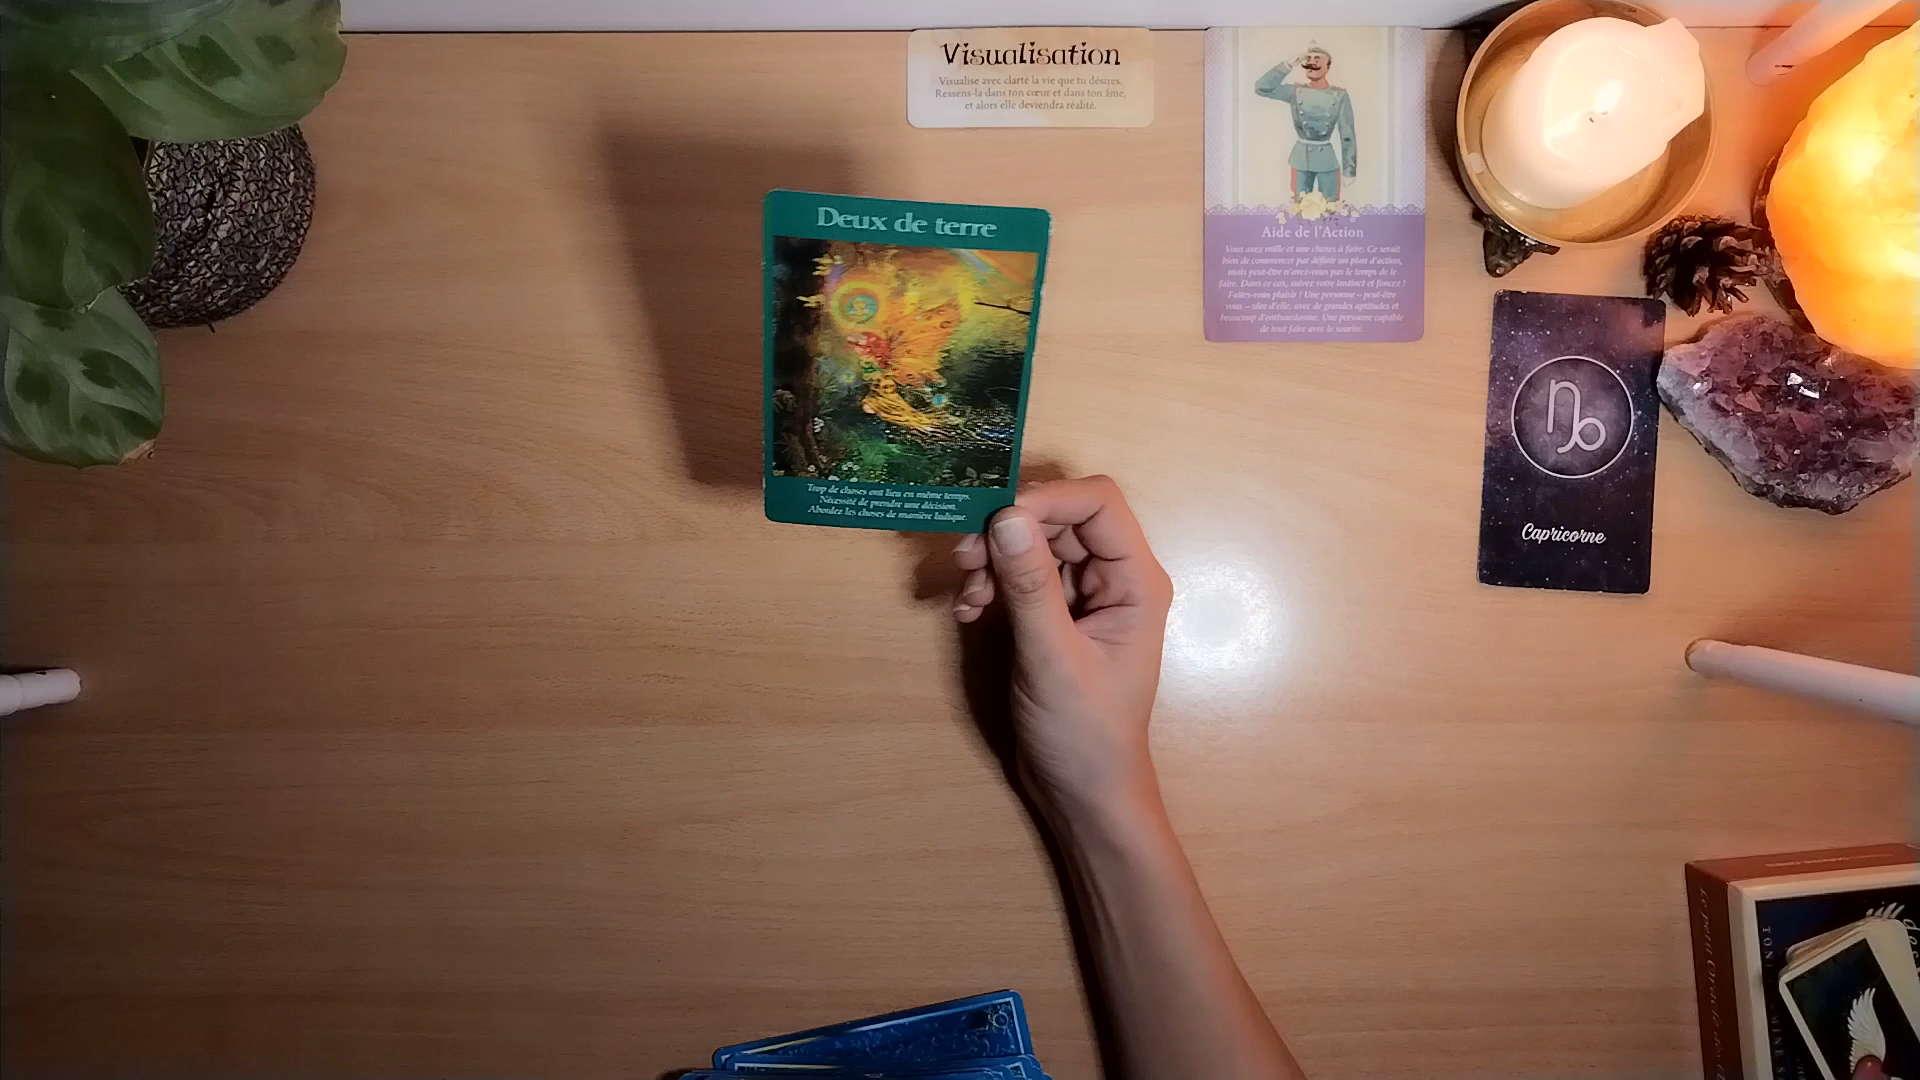 Visualisation
Visualise avec clarté la vie que tu désires.
Ressens-la dans ton cœur et dans ton âme,
et alors elle deviendra réalité.
Deux de terre
Trop de choses ont lieu en même temps.
Nécessité de prendre une décision.
Abordez les choses de manière ludique.
Aide de l'Action
Vous avez mille et une choses à faire. Ce serait
bien de commencer par définir un plan d'action,
mais peut-être n'avez-vous pas le temps de le
faire. Dans ce cas, suivez votre instinct et foncez !
Faites-vous plaisir ! Une personne – peut-être
vous – sûre d'elle, avec de grandes aptitudes et
beaucoup d'enthousiasme. Une personne capable
de tout faire avec le sourire.
Capricorne
Le petit Oracle